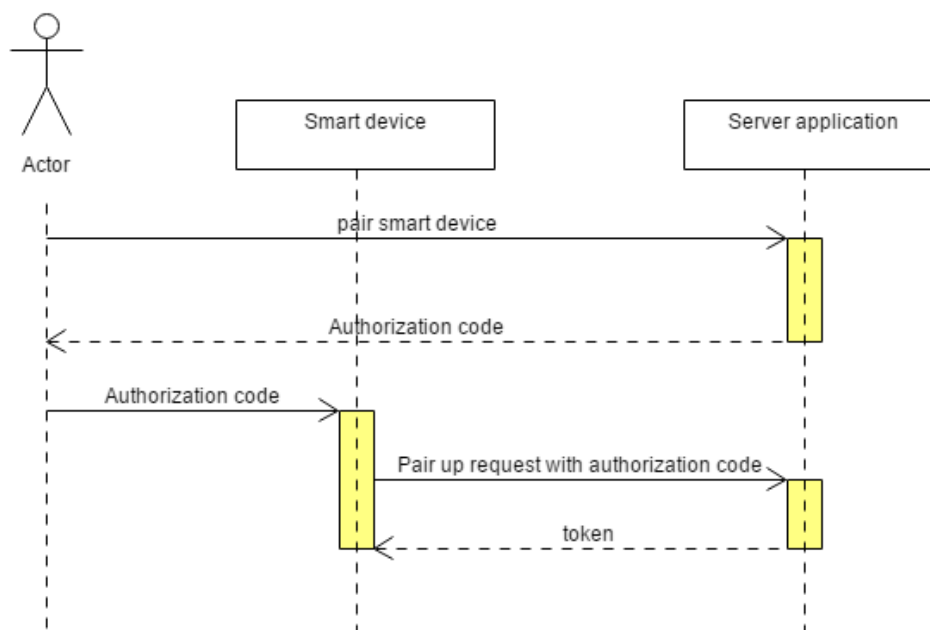 Smart device
Server application
Actor
pair smart device
Authorization code
Authorization code
Pair up request with authorization code
token